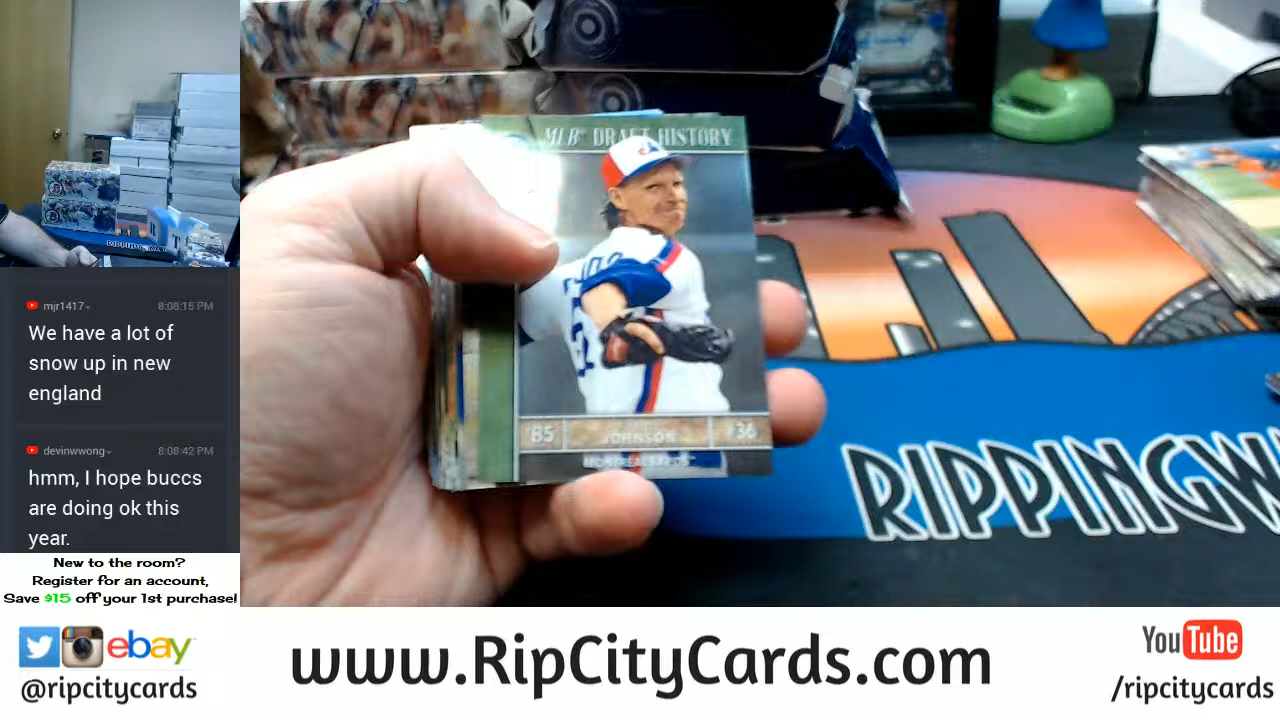 mjr1417
8:08:15 PM
We have a lot of
snow up in new
england
devinwwong
8:08:42 PM
hmm, I hope buccs
are doing ok this
year.
New to the room?
Register for an account,
Save $15 off your 1st purchase!
MLB DRAFT HISTORY
'85
JOHNSON
#36
RIPPINGW
ebay
@ripcitycards
www.RipCityCards.com
YouTube
/ripcitycards